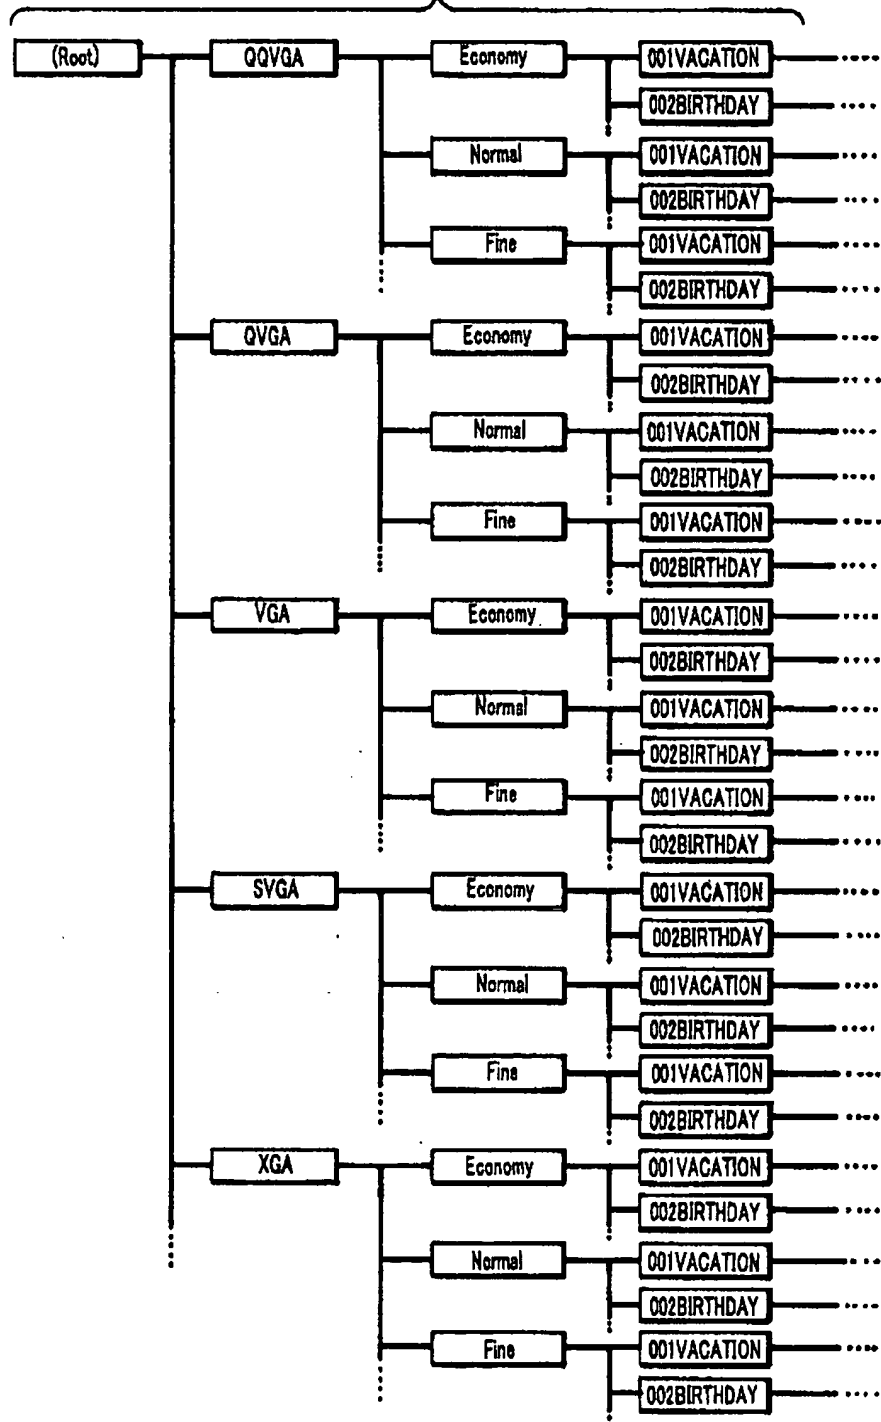 (Root) QQVGA Economy 001VACATION
002BIRTHDAY
Normal 001VACATION
002BIRTHDAY
Fine 001VACATION
002BIRTHDAY
QVGA Economy 001VACATION
002BIRTHDAY
Normal 001VACATION
002BIRTHDAY
Fine 001VACATION
002BIRTHDAY
VGA Economy 001VACATION
002BIRTHDAY
Normal 001VACATION
002BIRTHDAY
Fine 001VACATION
002BIRTHDAY
SVGA Economy 001VACATION
002BIRTHDAY
Normal 001VACATION
002BIRTHDAY
Fine 001VACATION
002BIRTHDAY
XGA Economy 001VACATION
002BIRTHDAY
Normal 001VACATION
002BIRTHDAY
Fine 001VACATION
002BIRTHDAY